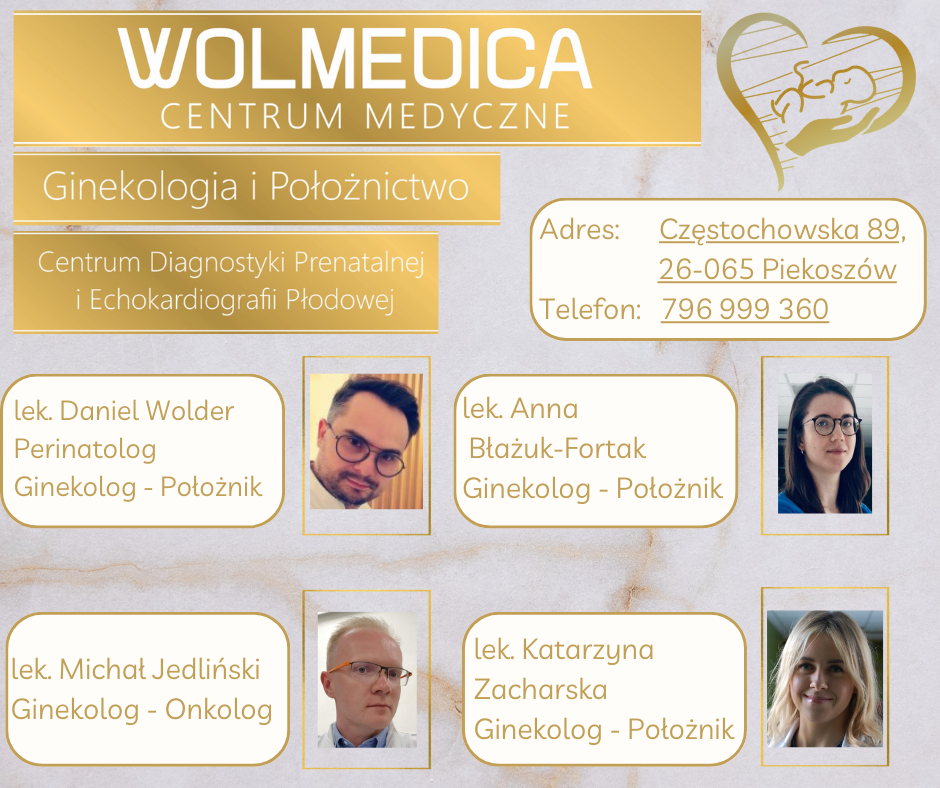 WOLMEDICA
CENTRUM MEDYCZNE
Ginekologia i Położnictwo
Centrum Diagnostyki Prenatalnej
i Echokardiografii Płodowej
Adres: Częstochowska 89,
26-065 Piekoszów
Telefon: 796 999 360
lek. Daniel Wolder
Perinatolog
Ginekolog - Położnik
lek. Anna
Błażuk-Fortak
Ginekolog - Położnik
lek. Michał Jedliński
Ginekolog - Onkolog
lek. Katarzyna
Zacharska
Ginekolog - Położnik